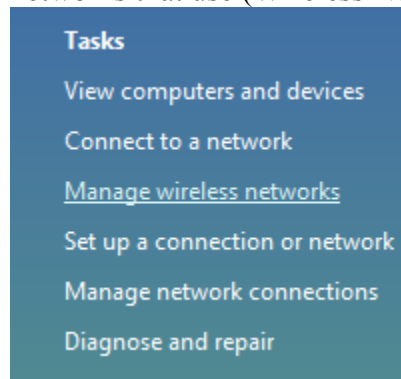 Tasks
View computers and devices
Connect to a network
Manage wireless networks
Set up a connection or network
Manage network connections
Diagnose and repair